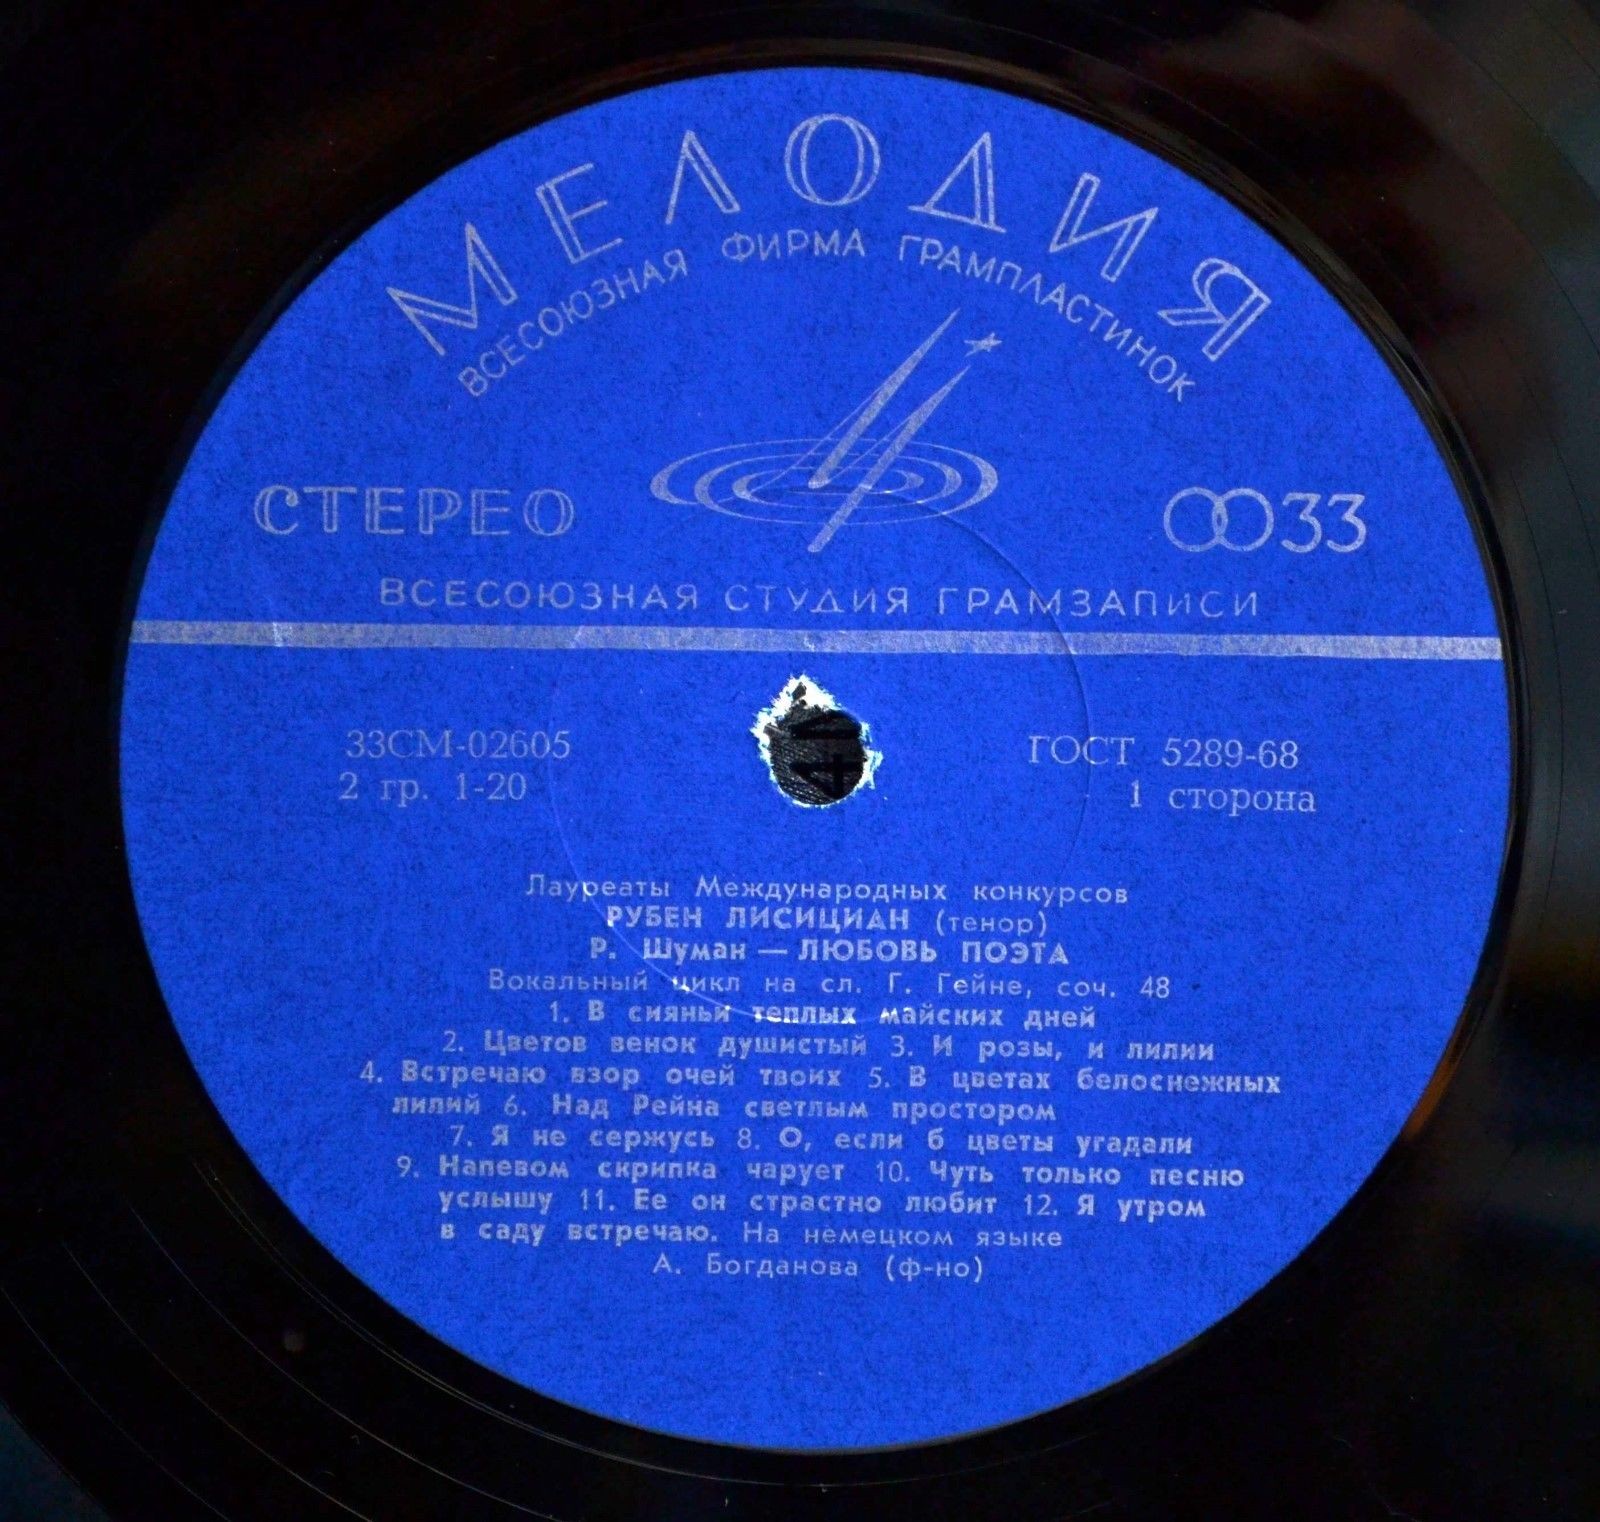 МЕЛОДИЯ
ВСЕСОЮЗНАЯ ФИРМА ГРАМПЛАСТИНОК
СТЕРЕО
33
ВСЕСОЮЗНАЯ СТУДИЯ ГРАМЗАПИСИ
33СМ-02605
ГОСТ 5289-68
2 гр. 1-20
1 сторона
Лауреаты Международных конкурсов
РУБЕН ЛИСИЦИАН (тенор)
Р. Шуман — ЛЮБОВЬ ПОЭТА
Вокальный цикл на сл. Г. Гейне, соч. 48
1. В сияньи теплых майских дней
2. Цветов венок душистый 3. И розы, и лилии
4. Встречаю взор очей твоих 5. В цветах белоснежных
лилий 6. Над Рейна светлым простором
7. Я не сержусь 8. О, если б цветы угадали
9. Напевом скрипка чарует 10. Чуть только песню
услышу 11. Ее он страстно любит 12. Я утром
в саду встречаю. На немецком языке
А. Богданова (ф-но)